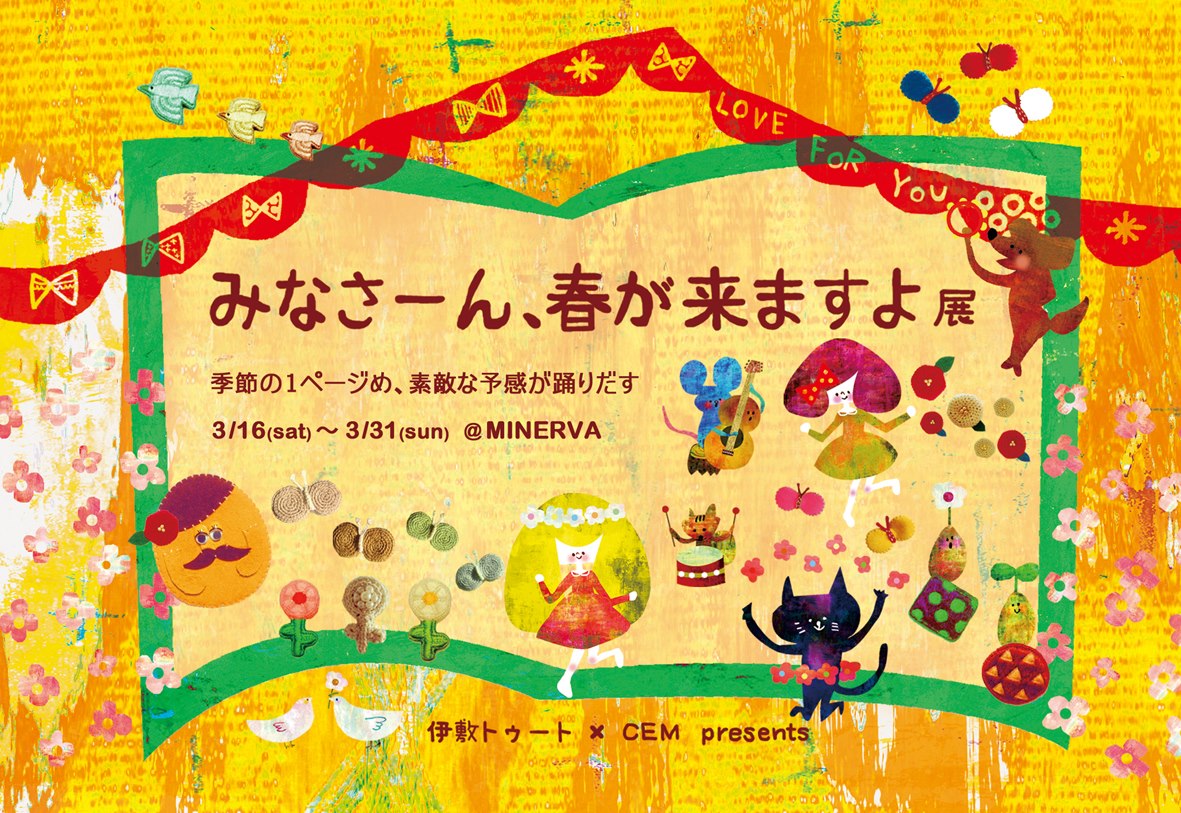 LOVE FOR YOU
みなさーん、春が来ますよ展
季節の1ページめ、素敵な予感が踊りだす
3/16(sat)〜3/31(sun) @MINERVA
伊敷トゥート×CEM presents